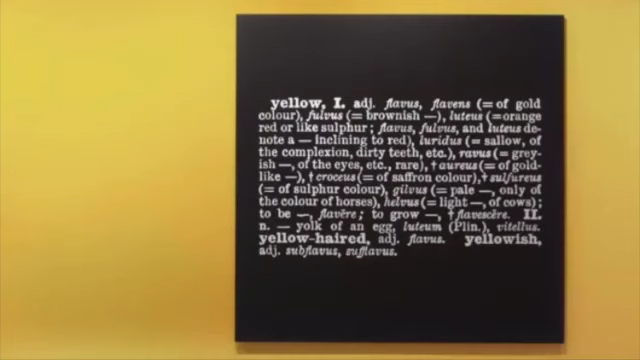 yellow, I. adj. flavus, flavens (= of gold
colour), fulvus (= brownish —), luteus (=orange
red or like sulphur; flavus, fulvus, and luteus de-
note a — inclining to red), luridus (= sallow, of
the complexion, dirty teeth, etc.), ravus (= grey-
ish —, of the eyes, etc., rare), † aureus (= of gold-
like —), † croceus (= of saffron colour), † sulfureus
(= of sulphur colour), gilvus (= pale —, only of
the colour of horses), helvus (= light —, of cows);
to be —, flavēre; to grow —, † flavescĕre. II.
n. — yolk of an egg, luteum (Plin.), vitellus.
yellow-haired, adj. flavus. yellowish,
adj. subflavus, sufflavus.